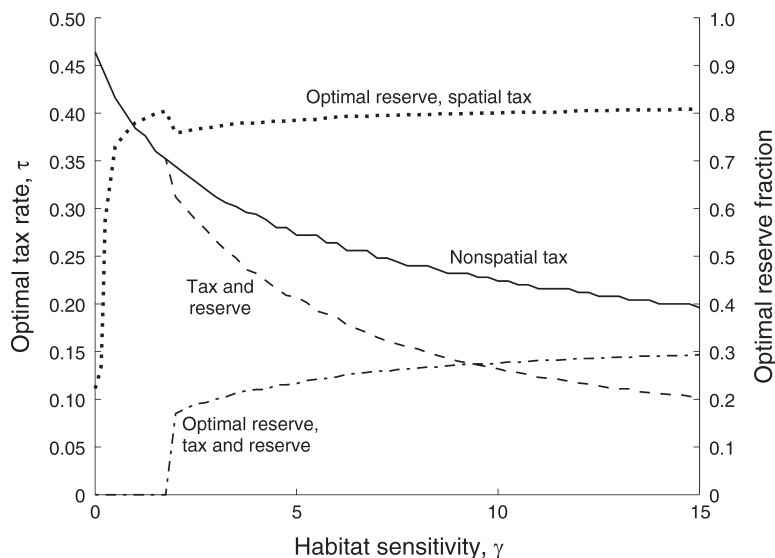 0.50
0.45
0.40
0.35
0.30
0.25
0.20
0.15
0.10
0.05
0
Optimal tax rate, τ
1.0
0.9
0.8
0.7
0.6
0.5
0.4
0.3
0.2
0.1
0
Optimal reserve fraction
Optimal reserve, spatial tax
Nonspatial tax
Tax and
reserve
Optimal reserve,
tax and reserve
0
5
10
15
Habitat sensitivity, γ